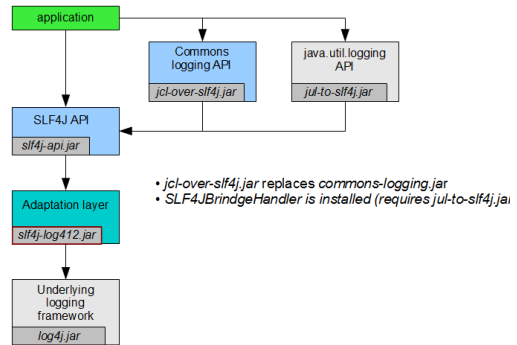 application
Commons
logging API
jcl-over-slf4j.jar
java.util.logging
API
jul-to-slf4j.jar
SLF4J API
slf4j-api.jar
Adaptation layer
slf4j-log412.jar
• jcl-over-slf4j.jar replaces commons-logging.jar
• SLF4JBrindgeHandler is installed (requires jul-to-slf4j.jar
Underlying
logging
framework
log4j.jar